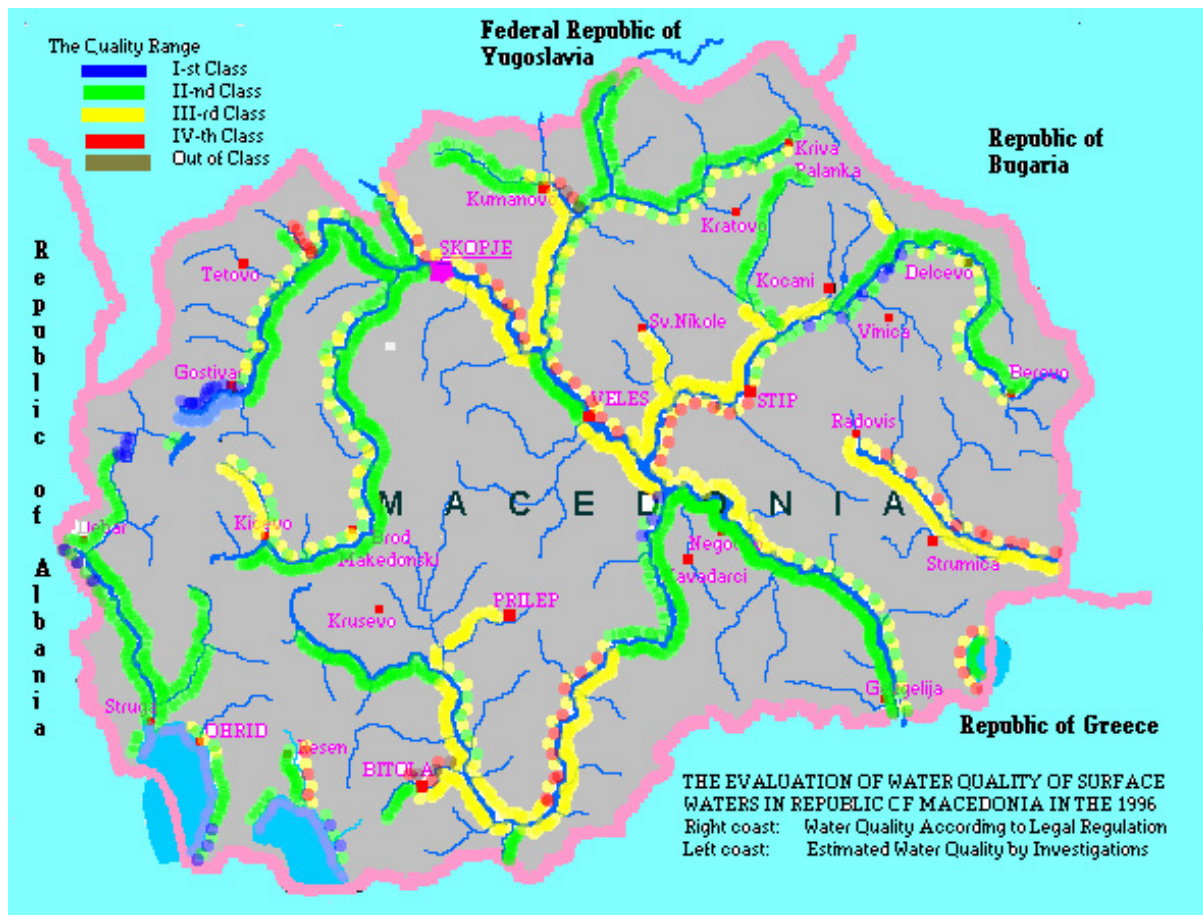 Federal Republic of
Yugoslavia
The Quality Range
I-st Class
II-nd Class
III-rd Class
IV-th Class
Out of Class
Republic of
Bugaria
Kriva
Palanka
Kumanovo
Kratovo
SKOPJE
Tetovo
Delcevo
Kocani
Vinica
Sv.Nikole
Gostivar
Berovo
VELES
STIP
Radovis
MACEDONIA
Kicevo
Brod
Makedonski
Strumica
Kavadarci
PRILEP
Krusevo
Republic of Albania
OHRID
Resen
BITOLA
Republic of Greece
THE EVALUATION OF WATER QUALITY OF SURFACE
WATERS IN REPUBLIC OF MACEDONIA IN THE 1996
Right coast: Water Quality According to Legal Regulation
Left coast: Estimated Water Quality by Investigations